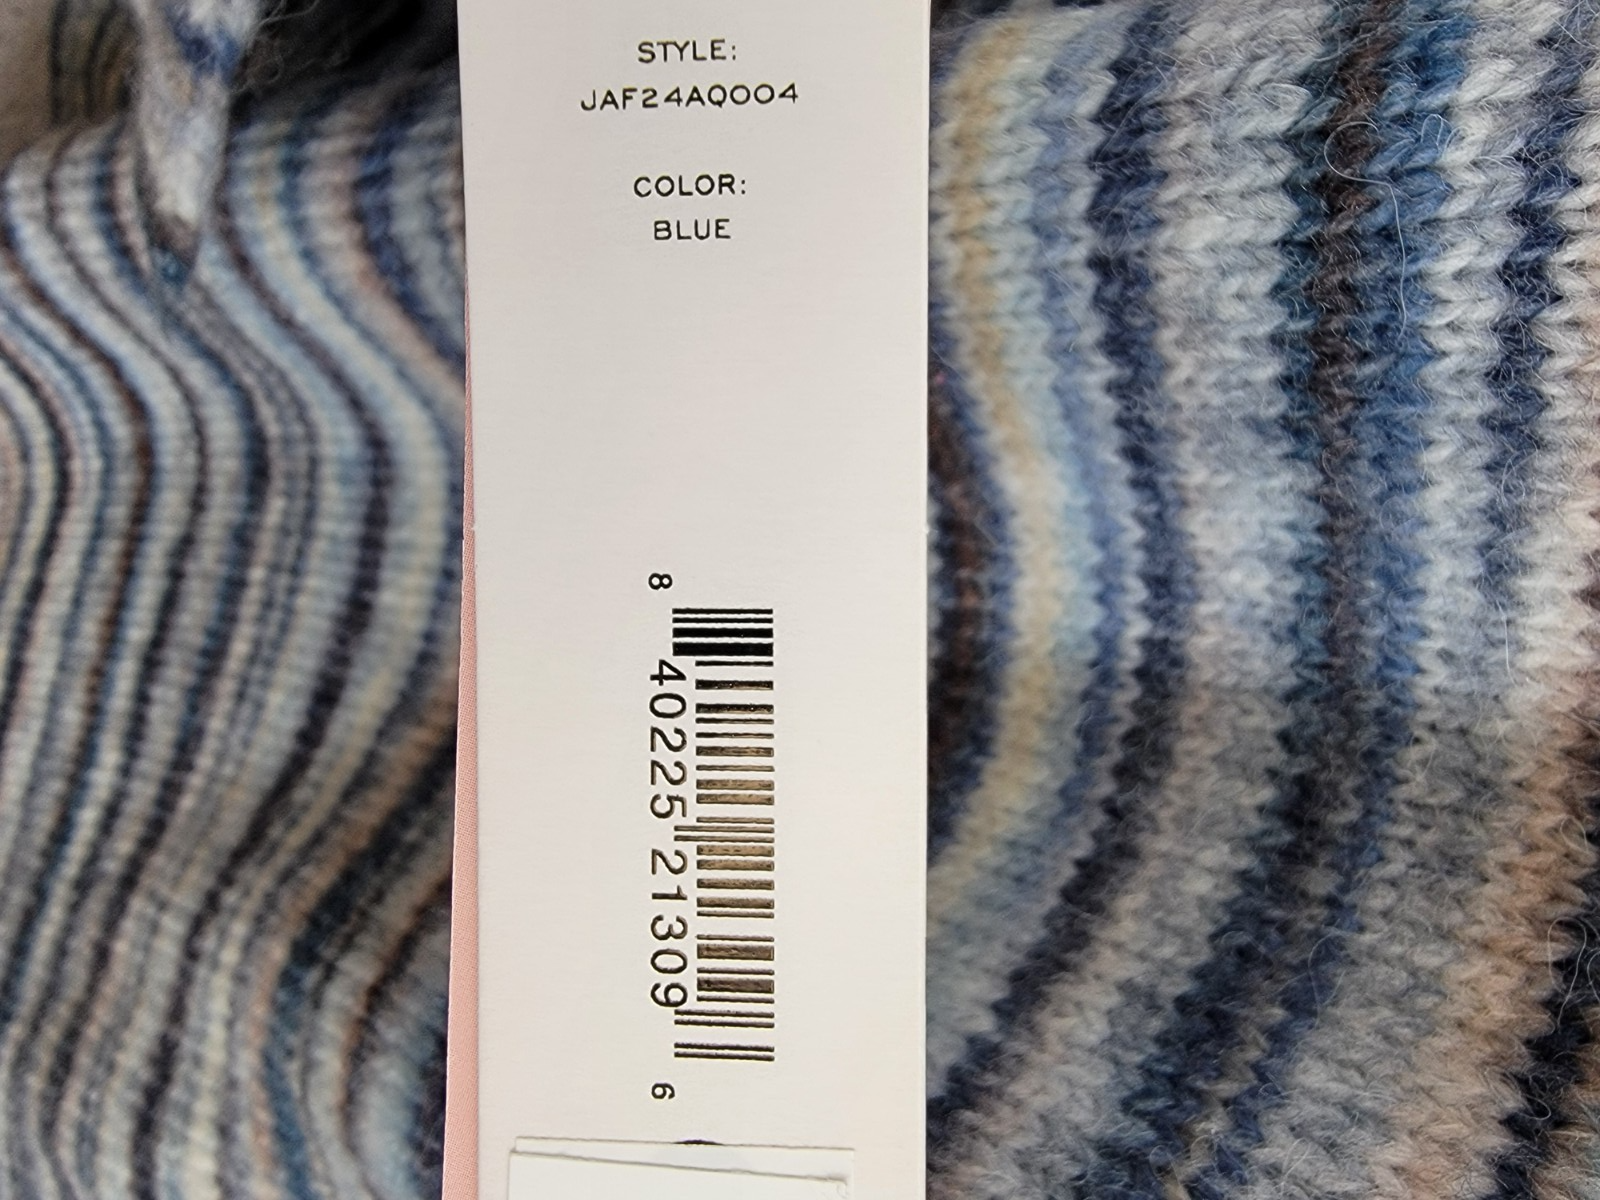 STYLE:
JAF24AQ004
COLOR:
BLUE
8 40225 21309 6